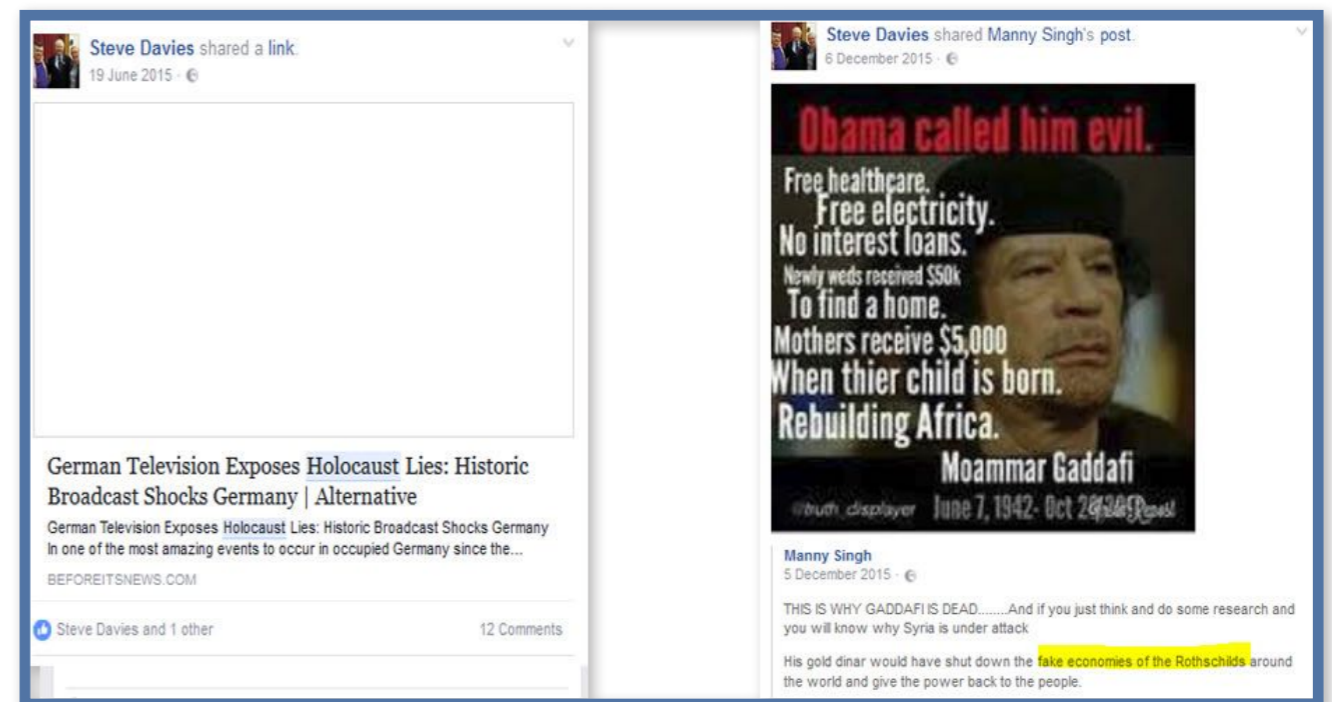 Steve Davies shared a link.
19 June 2015
German Television Exposes Holocaust Lies: Historic
Broadcast Shocks Germany | Alternative
German Television Exposes Holocaust Lies: Historic Broadcast Shocks Germany
In one of the most amazing events to occur in occupied Germany since the...
BEFOREITSNEWS.COM
Steve Davies and 1 other
12 Comments
Steve Davies shared Manny Singh's post.
6 December 2015
Obama called him evil.
Free healthcare.
Free electricity.
No interest loans.
Newly weds received $50k
To find a home.
Mothers receive $5,000
When thier child is born.
Rebuilding Africa.
Moammar Gaddafi
@truth_displayer June 7, 1942- Oct
Manny Singh
5 December 2015
THIS IS WHY GADDAFI IS DEAD........And if you just think and do some research and
you will know why Syria is under attack
His gold dinar would have shut down the fake economies of the Rothschilds around
the world and give the power back to the people.